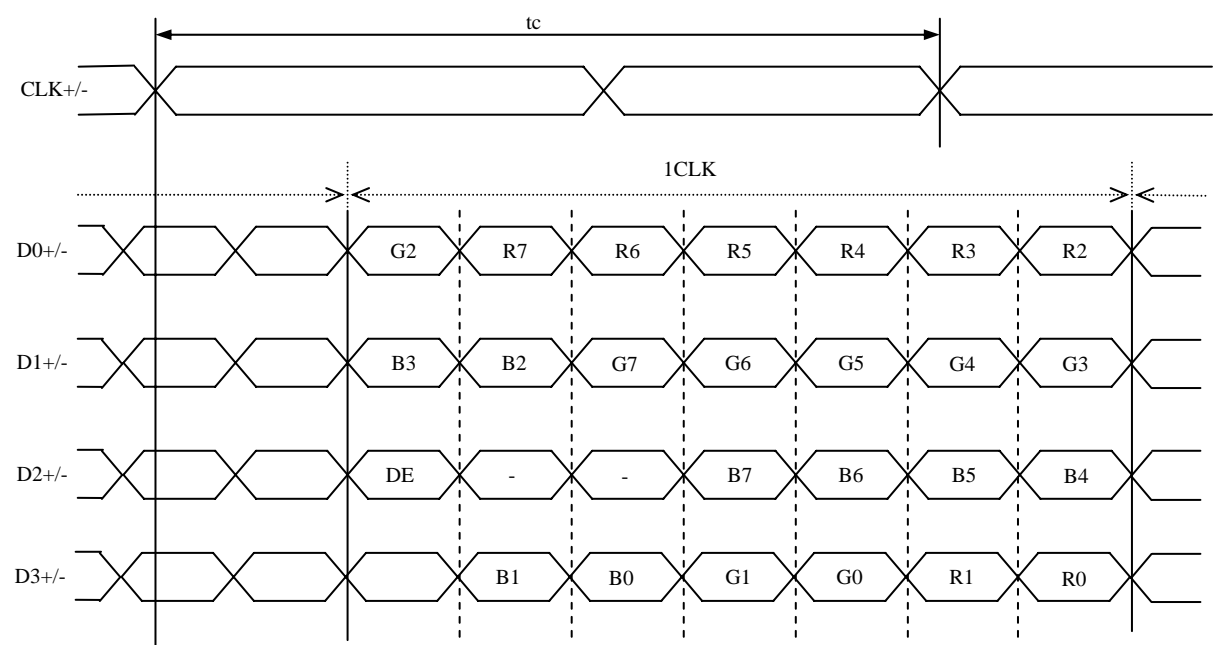 tc
CLK+/-
1CLK
D0+/- G2 R7 R6 R5 R4 R3 R2
D1+/- B3 B2 G7 G6 G5 G4 G3
D2+/- DE - - B7 B6 B5 B4
D3+/- B1 B0 G1 G0 R1 R0